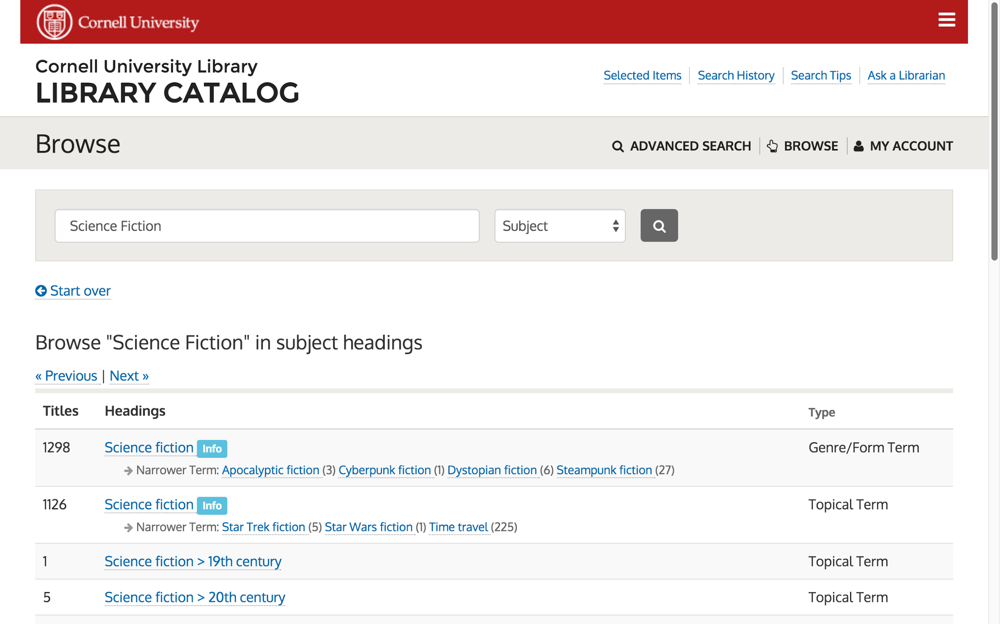 Cornell University
Cornell University Library
LIBRARY CATALOG
Selected Items | Search History | Search Tips | Ask a Librarian
Browse
ADVANCED SEARCH | BROWSE | MY ACCOUNT
Science Fiction
Subject
Start over
Browse "Science Fiction" in subject headings
« Previous | Next »
Titles Headings Type
1298 Science fiction Info Genre/Form Term
Narrower Term: Apocalyptic fiction (3) Cyberpunk fiction (1) Dystopian fiction (6) Steampunk fiction (27)
1126 Science fiction Info Topical Term
Narrower Term: Star Trek fiction (5) Star Wars fiction (1) Time travel (225)
1 Science fiction > 19th century Topical Term
5 Science fiction > 20th century Topical Term